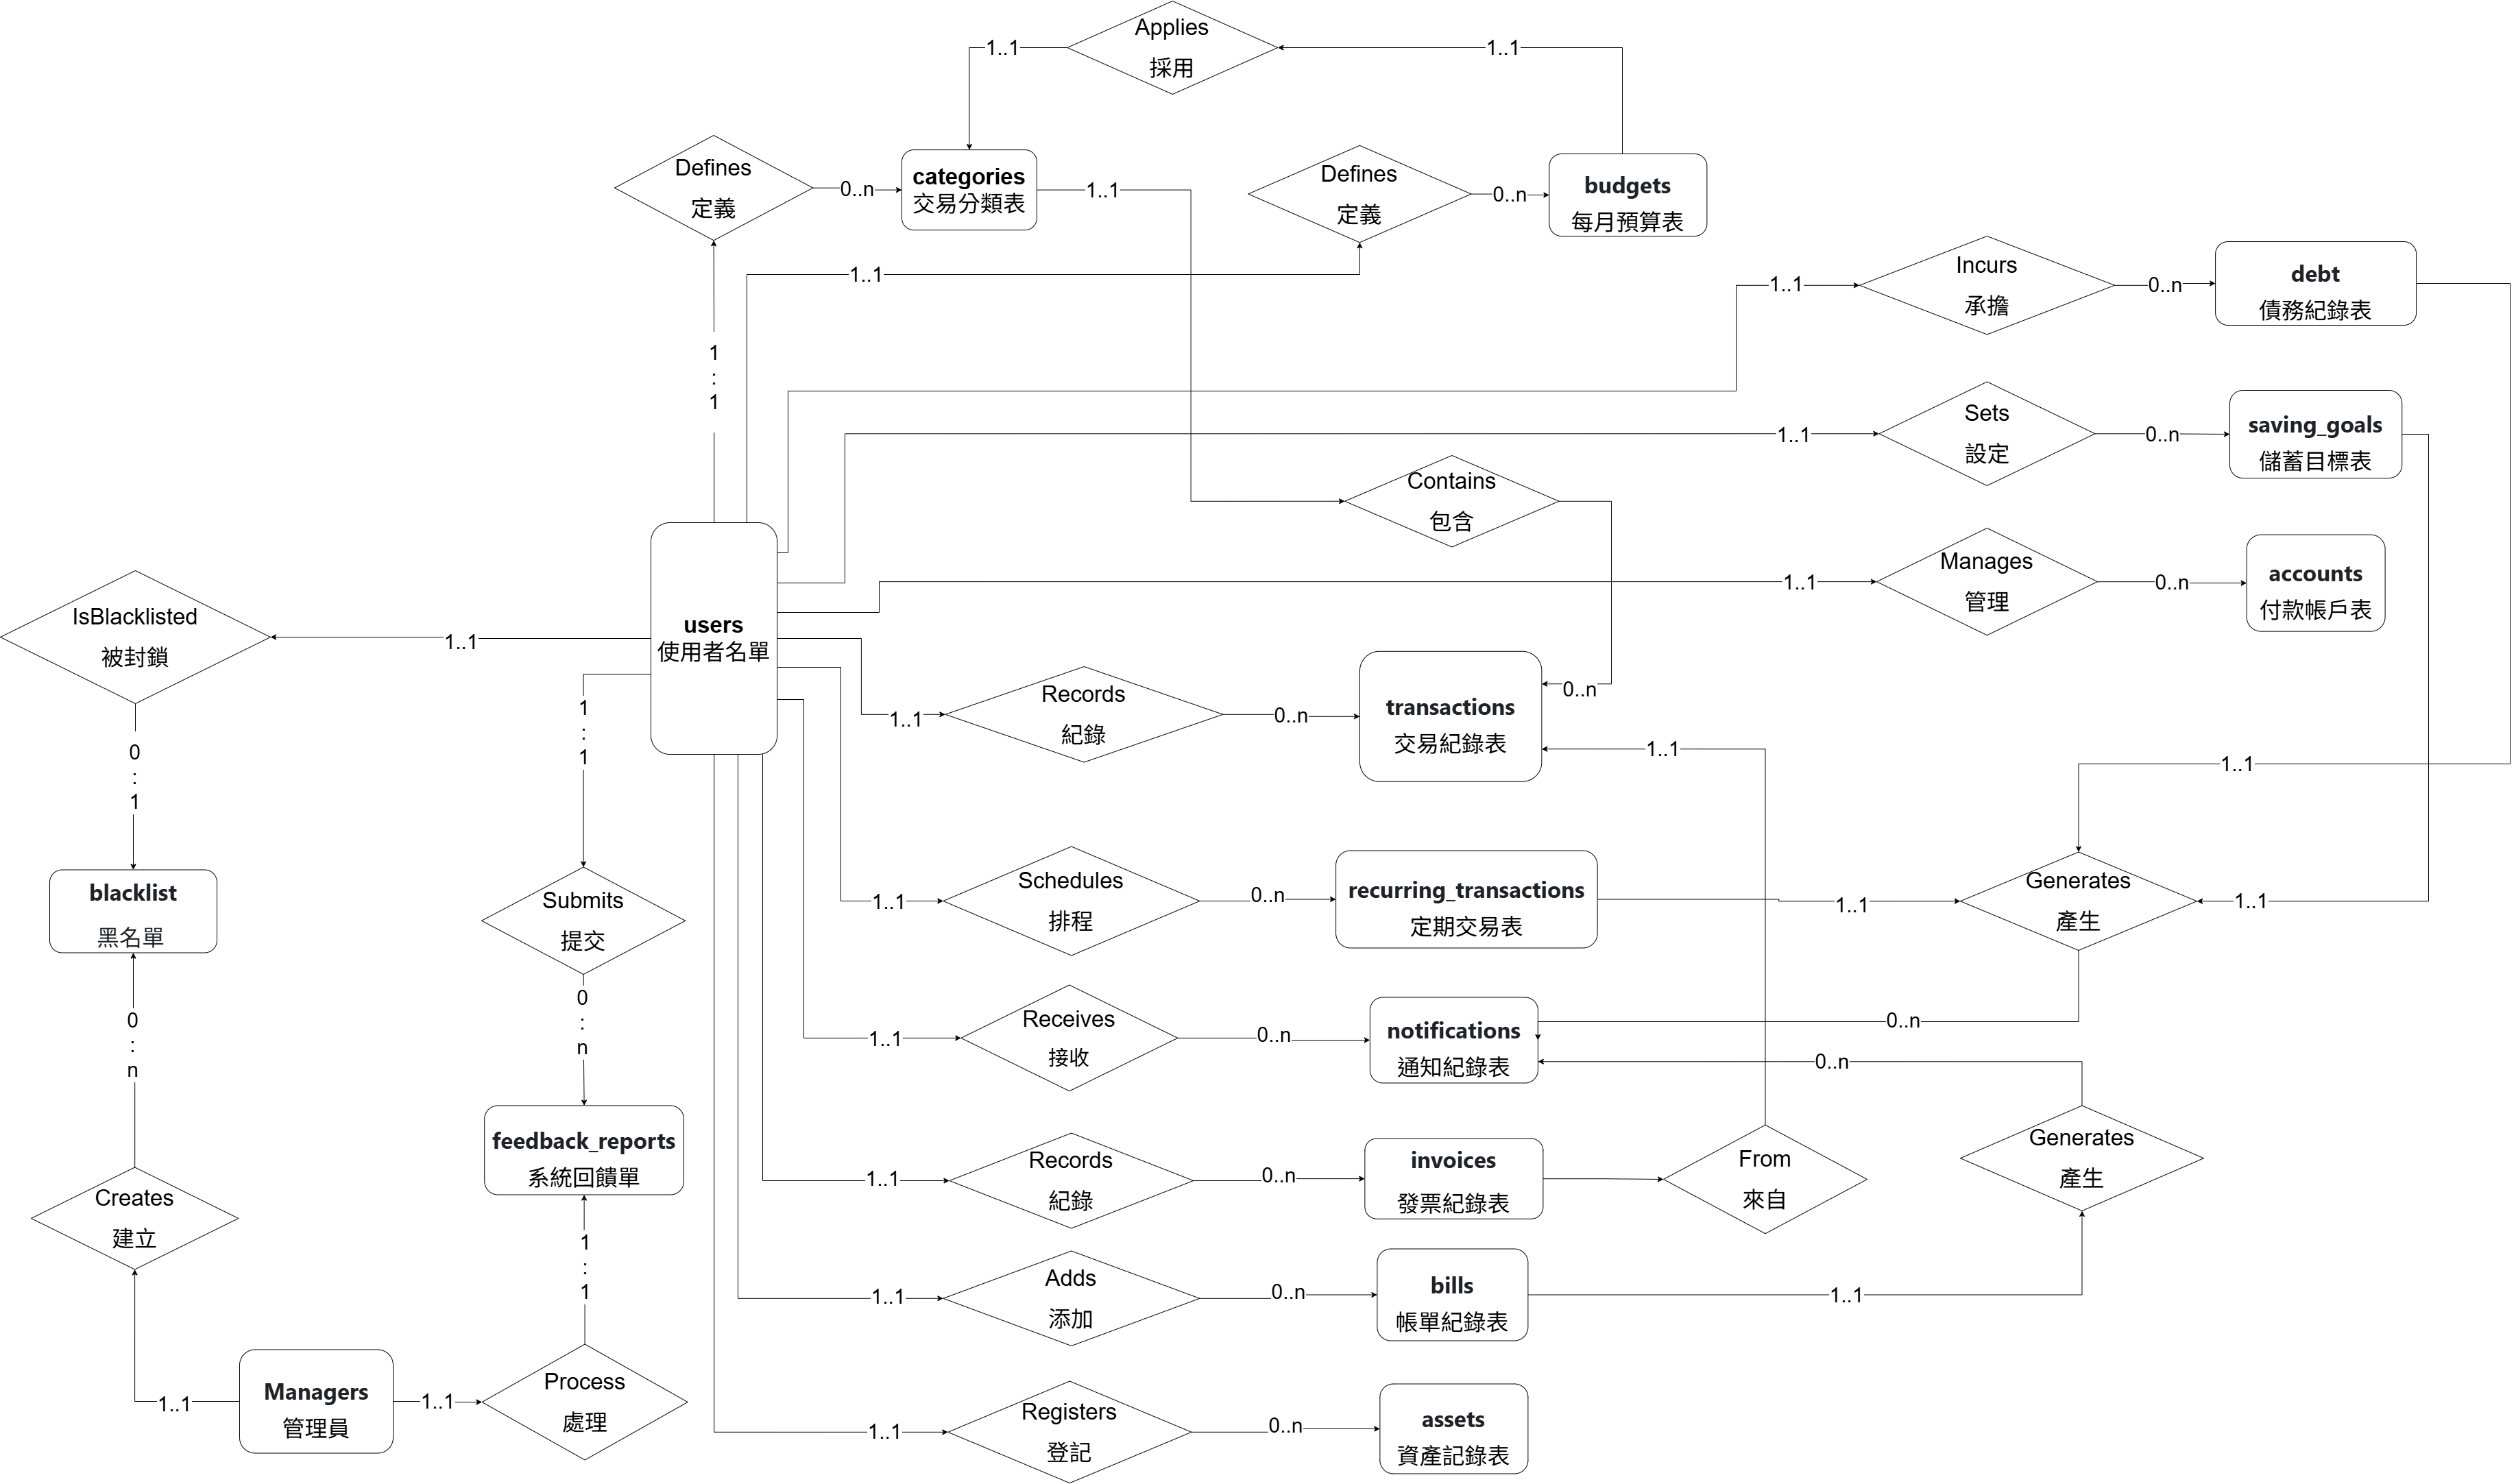 Applies
採用
1..1
1..1
Defines
定義
0..n
categories
交易分類表
1..1
Defines
定義
0..n
budgets
每月預算表
1..1
1
:
1
1..1
Incurs
承擔
0..n
debt
債務紀錄表
1..1
Sets
設定
0..n
saving_goals
儲蓄目標表
Contains
包含
0..n
1..1
Manages
管理
0..n
accounts
付款帳戶表
users
使用者名單
IsBlacklisted
被封鎖
1..1
0
:
1
blacklist
黑名單
0
:
n
Creates
建立
1..1
Managers
管理員
1..1
Process
處理
1
:
1
feedback_reports
系統回饋單
0
:
n
Submits
提交
1
:
1
1..1
Records
紀錄
0..n
transactions
交易紀錄表
1..1
1..1
1..1
Schedules
排程
0..n
recurring_transactions
定期交易表
1..1
Generates
產生
1..1
1..1
Receives
接收
0..n
notifications
通知紀錄表
0..n
0..n
1..1
Records
紀錄
0..n
invoices
發票紀錄表
From
來自
Generates
產生
1..1
Adds
添加
0..n
bills
帳單紀錄表
1..1
1..1
Registers
登記
0..n
assets
資產記錄表